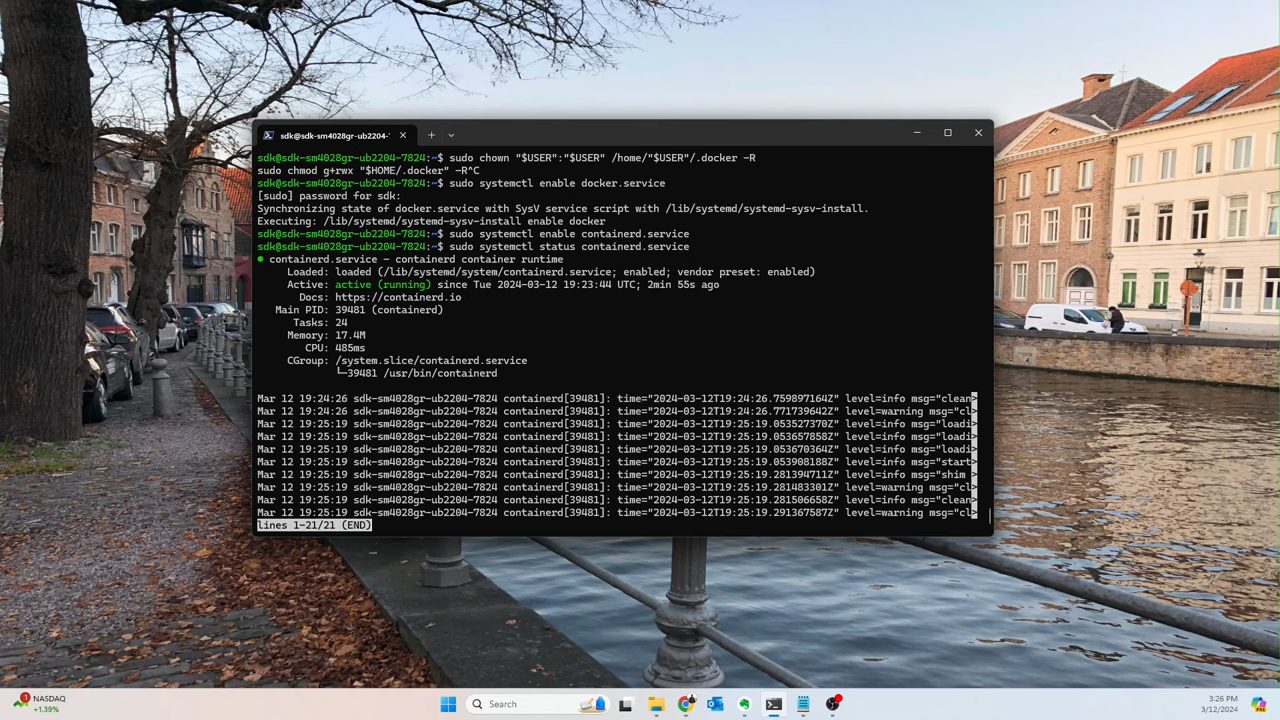 sdk@sdk-sm4028gr-ub2204-
sdk@sdk-sm4028gr-ub2204-7824:~$ sudo chown "$USER":"$USER" /home/"$USER"/.docker -R
sudo chmod g+rwx "$HOME/.docker" -R^C
sdk@sdk-sm4028gr-ub2204-7824:~$ sudo systemctl enable docker.service
[sudo] password for sdk:
Synchronizing state of docker.service with SysV service script with /lib/systemd/systemd-sysv-install.
Executing: /lib/systemd/systemd-sysv-install enable docker
sdk@sdk-sm4028gr-ub2204-7824:~$ sudo systemctl enable containerd.service
sdk@sdk-sm4028gr-ub2204-7824:~$ sudo systemctl status containerd.service
● containerd.service - containerd container runtime
Loaded: loaded (/lib/systemd/system/containerd.service; enabled; vendor preset: enabled)
Active: active (running) since Tue 2024-03-12 19:23:44 UTC; 2min 55s ago
Docs: https://containerd.io
Main PID: 39481 (containerd)
Tasks: 24
Memory: 17.4M
CPU: 485ms
CGroup: /system.slice/containerd.service
└─39481 /usr/bin/containerd
Mar 12 19:24:26 sdk-sm4028gr-ub2204-7824 containerd[39481]: time="2024-03-12T19:24:26.759897164Z" level=info msg="clean>
Mar 12 19:24:26 sdk-sm4028gr-ub2204-7824 containerd[39481]: time="2024-03-12T19:24:26.771739642Z" level=warning msg="cl>
Mar 12 19:25:19 sdk-sm4028gr-ub2204-7824 containerd[39481]: time="2024-03-12T19:25:19.053527370Z" level=info msg="loadi>
Mar 12 19:25:19 sdk-sm4028gr-ub2204-7824 containerd[39481]: time="2024-03-12T19:25:19.053657858Z" level=info msg="loadi>
Mar 12 19:25:19 sdk-sm4028gr-ub2204-7824 containerd[39481]: time="2024-03-12T19:25:19.053670364Z" level=info msg="loadi>
Mar 12 19:25:19 sdk-sm4028gr-ub2204-7824 containerd[39481]: time="2024-03-12T19:25:19.053908188Z" level=info msg="start>
Mar 12 19:25:19 sdk-sm4028gr-ub2204-7824 containerd[39481]: time="2024-03-12T19:25:19.281394711Z" level=info msg="shim >
Mar 12 19:25:19 sdk-sm4028gr-ub2204-7824 containerd[39481]: time="2024-03-12T19:25:19.281483301Z" level=warning msg="cl>
Mar 12 19:25:19 sdk-sm4028gr-ub2204-7824 containerd[39481]: time="2024-03-12T19:25:19.281506658Z" level=info msg="clean>
Mar 12 19:25:19 sdk-sm4028gr-ub2204-7824 containerd[39481]: time="2024-03-12T19:25:19.291367587Z" level=warning msg="cl>
lines 1-21/21 (END)
1
NASDAQ
+1.39%
Search
3:26 PM
3/12/2024